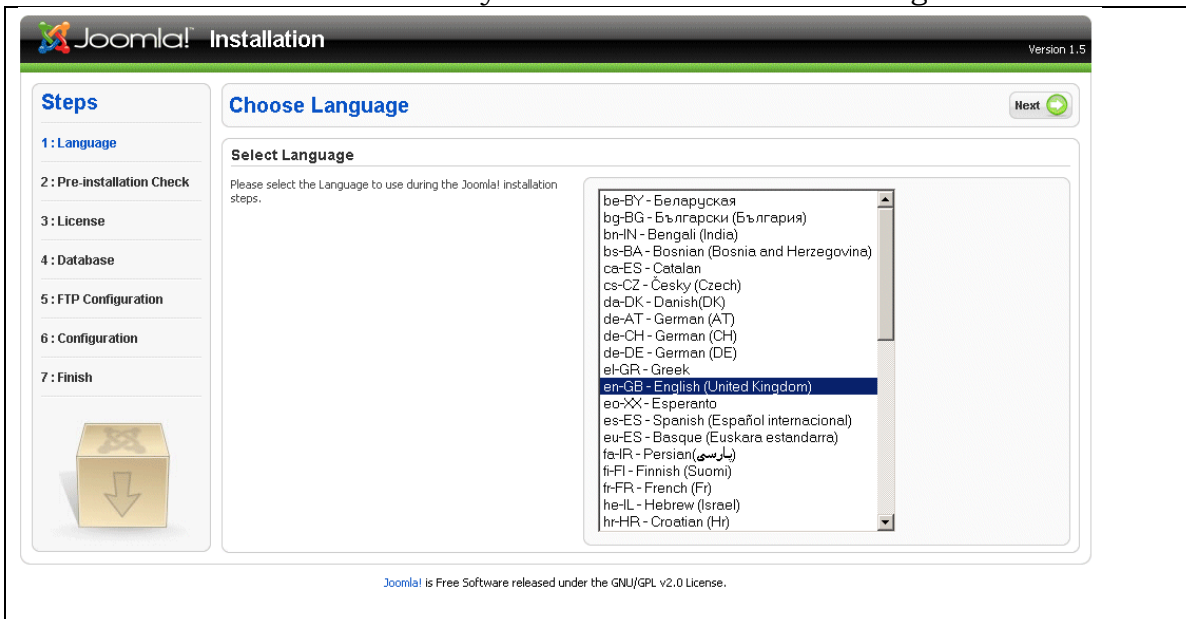 Joomla!™ Installation
Version 1.5
Steps
1 : Language
2 : Pre-installation Check
3 : License
4 : Database
5 : FTP Configuration
6 : Configuration
7 : Finish
Choose Language
Next
Select Language
Please select the Language to use during the Joomla! installation
steps.
be-BY - Беларуская
bg-BG - Български (България)
bn-IN - Bengali (India)
bs-BA - Bosnian (Bosnia and Herzegovina)
ca-ES - Catalan
cs-CZ - Česky (Czech)
da-DK - Danish(DK)
de-AT - German (AT)
de-CH - German (CH)
de-DE - German (DE)
el-GR - Greek
en-GB - English (United Kingdom)
eo-XX - Esperanto
es-ES - Spanish (Español internacional)
eu-ES - Basque (Euskara estandarra)
fa-IR - Persian(پارسی)
fi-FI - Finnish (Suomi)
fr-FR - French (Fr)
he-IL - Hebrew (Israel)
hr-HR - Croatian (Hr)
Joomla! is Free Software released under the GNU/GPL v2.0 License.